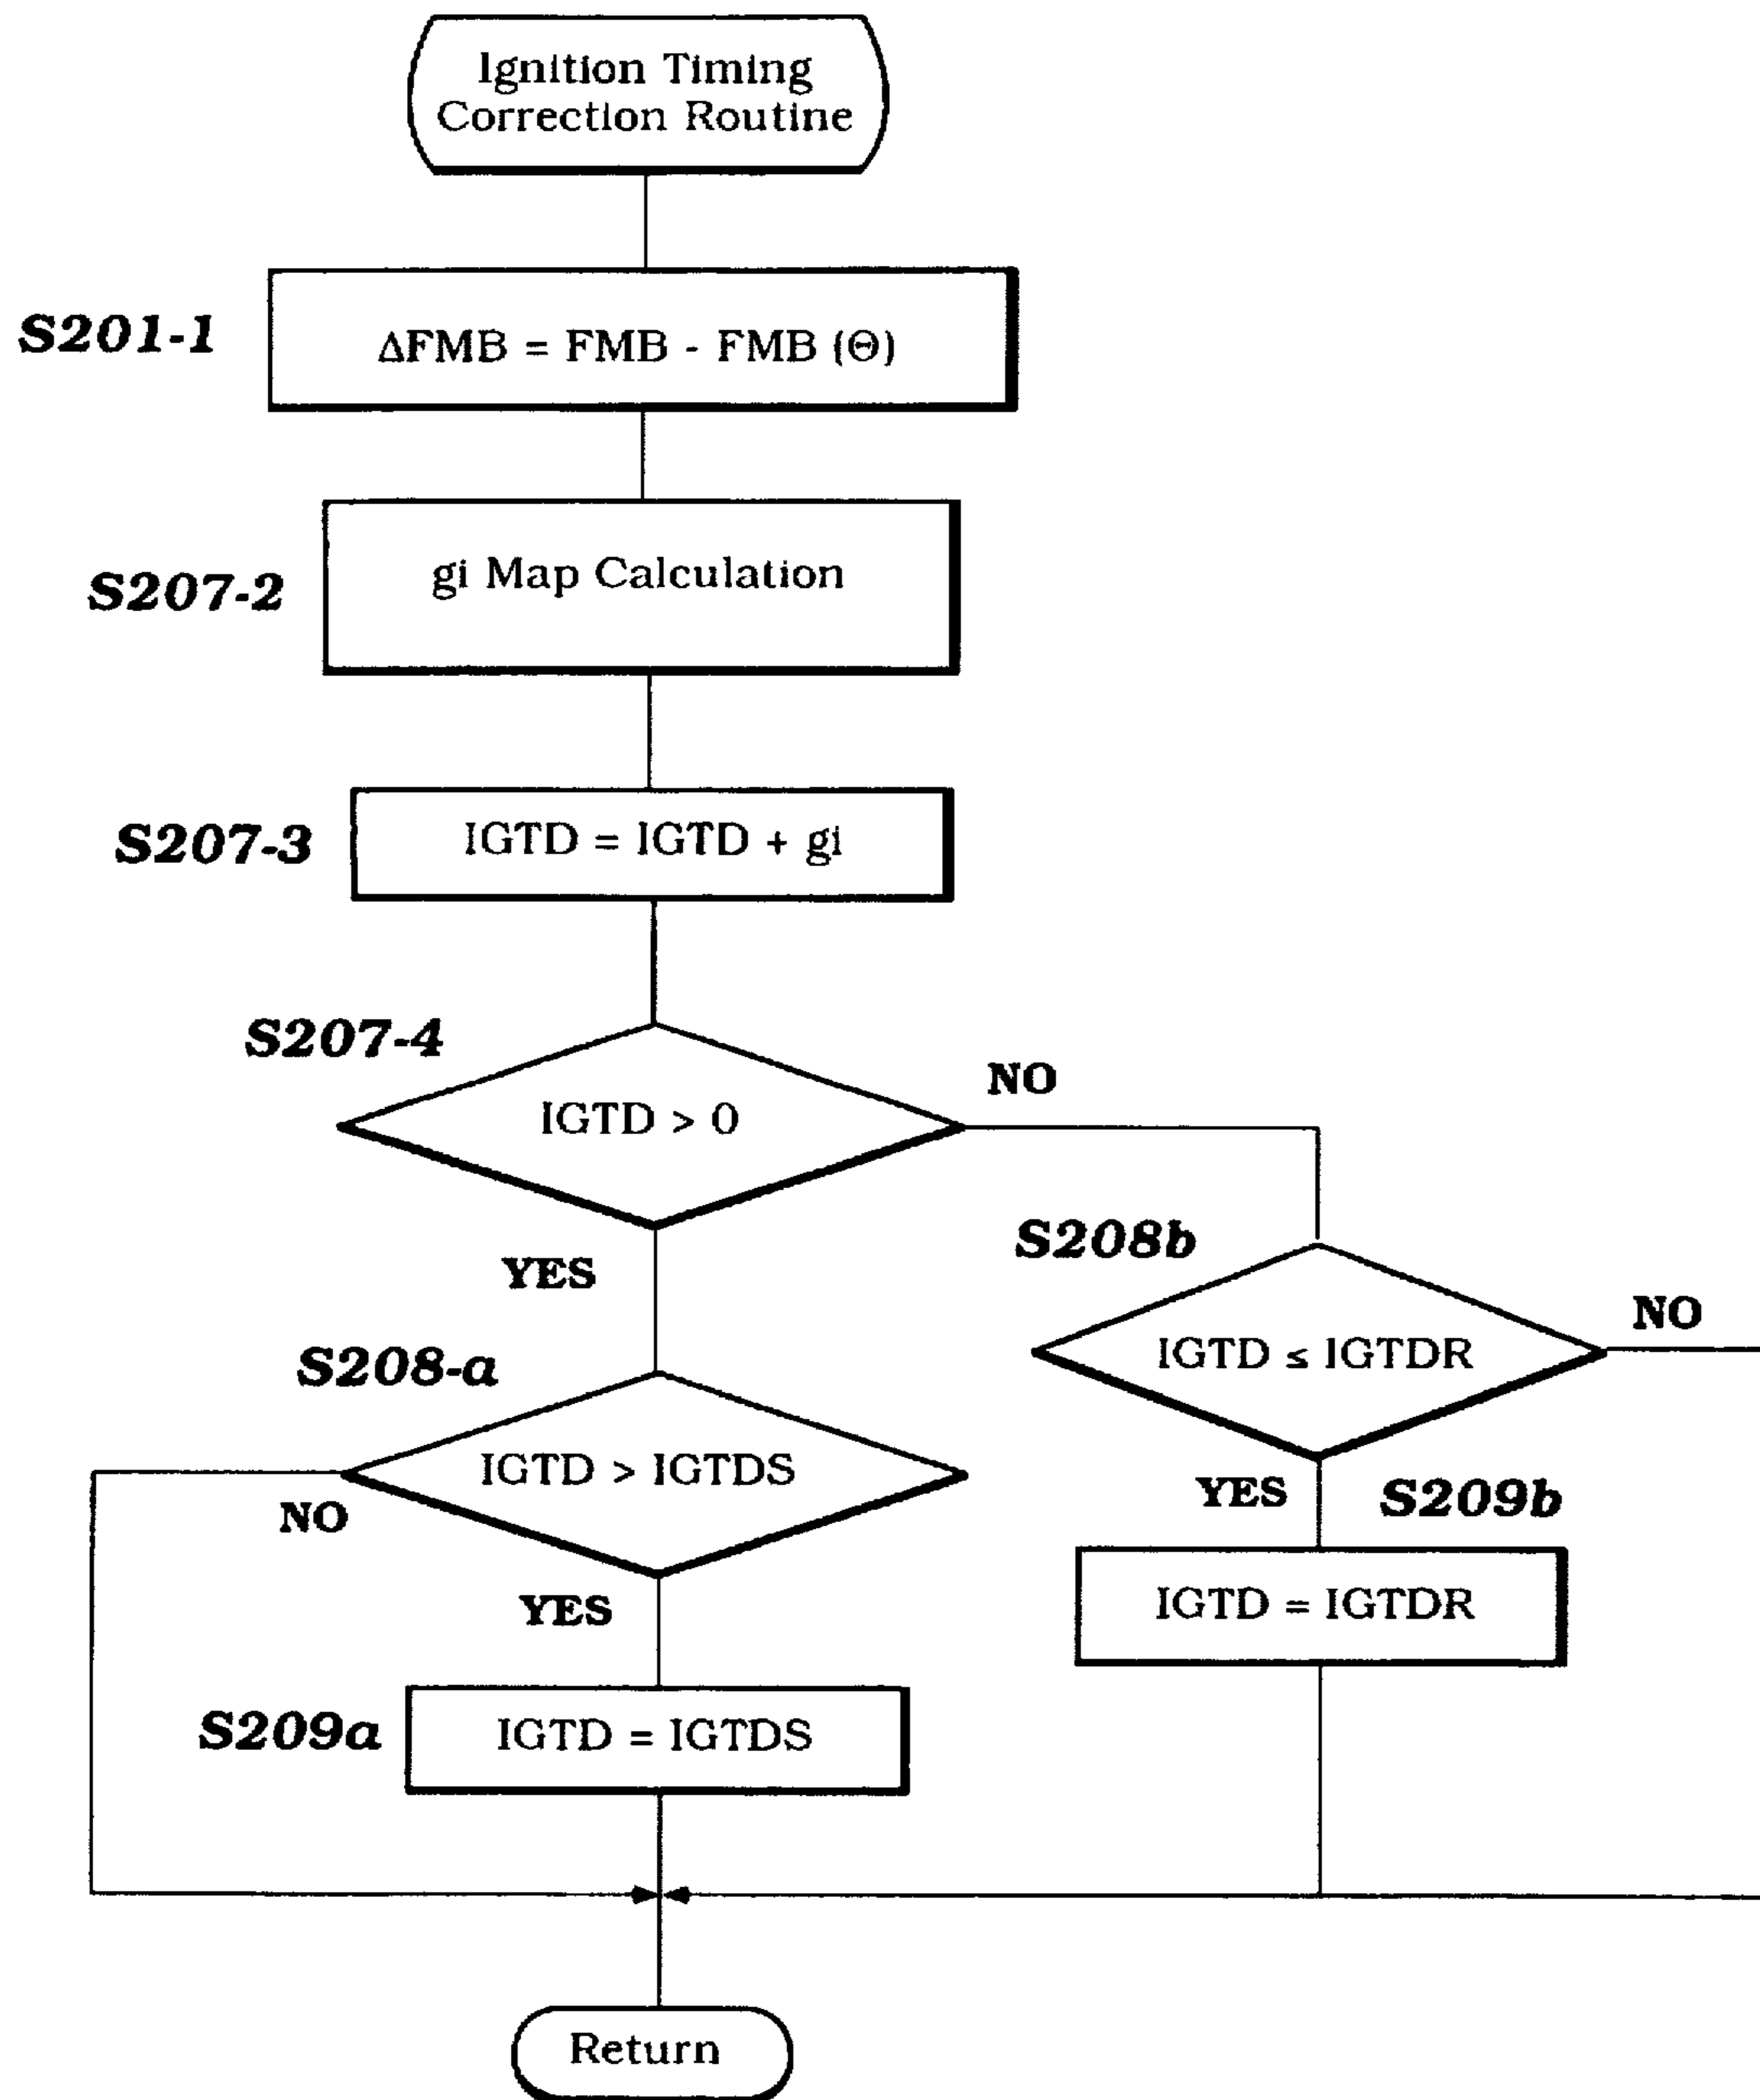 Ignition Timing
Correction Routine
S201-1
ΔFMB = FMB - FMB (Θ)
S207-2
gi Map Calculation
S207-3
IGTD = IGTD + gi
S207-4
IGTD > 0
NO
YES
S208b
IGTD ≤ IGTDR
NO
S208-a
IGTD > IGTDS
NO
YES
YES
S209b
IGTD = IGTDR
S209a
IGTD = IGTDS
Return